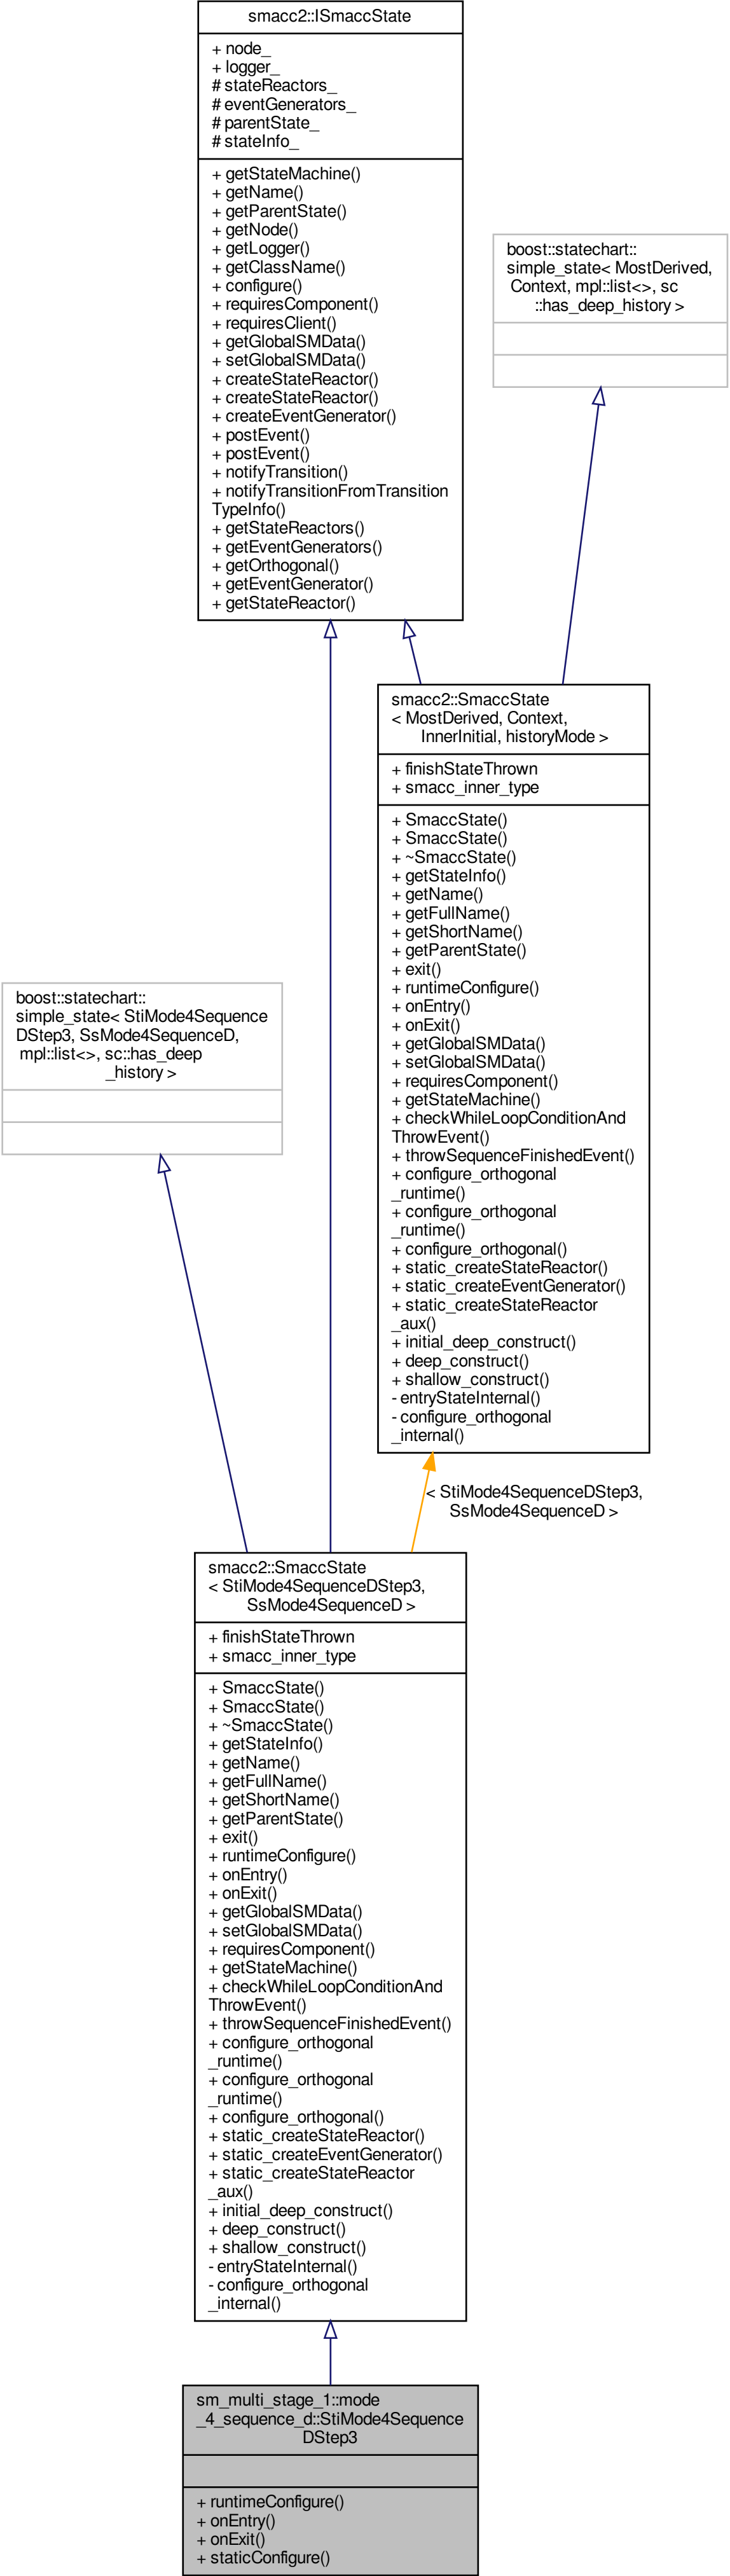 smacc2::ISmaccState
+ node_
+ logger_
# stateReactors_
# eventGenerators_
# parentState_
# stateInfo_
+ getStateMachine()
+ getName()
+ getParentState()
+ getNode()
+ getLogger()
+ getClassName()
+ configure()
+ requiresComponent()
+ requiresClient()
+ getGlobalSMData()
+ setGlobalSMData()
+ createStateReactor()
+ createStateReactor()
+ createEventGenerator()
+ postEvent()
+ postEvent()
+ notifyTransition()
+ notifyTransitionFromTransition
TypeInfo()
+ getStateReactors()
+ getEventGenerators()
+ getOrthogonal()
+ getEventGenerator()
+ getStateReactor()
boost::statechart::
simple_state< MostDerived,
Context, mpl::list<>, sc
::has_deep_history >
smacc2::SmaccState
< MostDerived, Context,
InnerInitial, historyMode >
+ finishStateThrown
+ smacc_inner_type
+ SmaccState()
+ SmaccState()
+ ~SmaccState()
+ getStateInfo()
+ getName()
+ getFullName()
+ getShortName()
+ getParentState()
+ exit()
+ runtimeConfigure()
+ onEntry()
+ onExit()
+ getGlobalSMData()
+ setGlobalSMData()
+ requiresComponent()
+ getStateMachine()
+ checkWhileLoopConditionAnd
ThrowEvent()
+ throwSequenceFinishedEvent()
+ configure_orthogonal
_runtime()
+ configure_orthogonal
_runtime()
+ configure_orthogonal()
+ static_createStateReactor()
+ static_createEventGenerator()
+ static_createStateReactor
_aux()
+ initial_deep_construct()
+ deep_construct()
+ shallow_construct()
- entryStateInternal()
- configure_orthogonal
_internal()
boost::statechart::
simple_state< StiMode4Sequence
DStep3, SsMode4SequenceD,
mpl::list<>, sc::has_deep
_history >
< StiMode4SequenceDStep3,
SsMode4SequenceD >
smacc2::SmaccState
< StiMode4SequenceDStep3,
SsMode4SequenceD >
+ finishStateThrown
+ smacc_inner_type
+ SmaccState()
+ SmaccState()
+ ~SmaccState()
+ getStateInfo()
+ getName()
+ getFullName()
+ getShortName()
+ getParentState()
+ exit()
+ runtimeConfigure()
+ onEntry()
+ onExit()
+ getGlobalSMData()
+ setGlobalSMData()
+ requiresComponent()
+ getStateMachine()
+ checkWhileLoopConditionAnd
ThrowEvent()
+ throwSequenceFinishedEvent()
+ configure_orthogonal
_runtime()
+ configure_orthogonal
_runtime()
+ configure_orthogonal()
+ static_createStateReactor()
+ static_createEventGenerator()
+ static_createStateReactor
_aux()
+ initial_deep_construct()
+ deep_construct()
+ shallow_construct()
- entryStateInternal()
- configure_orthogonal
_internal()
sm_multi_stage_1::mode
_4_sequence_d::StiMode4Sequence
DStep3
+ runtimeConfigure()
+ onEntry()
+ onExit()
+ staticConfigure()